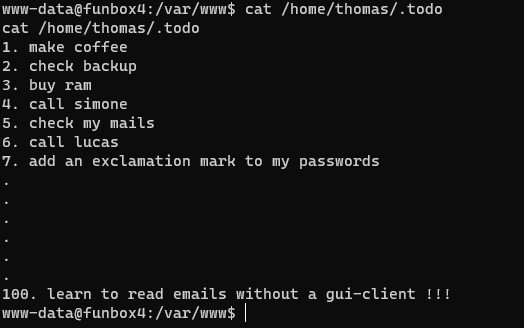 www-data@funbox4:/var/www$ cat /home/thomas/.todo
cat /home/thomas/.todo
1. make coffee
2. check backup
3. buy ram
4. call simone
5. check my mails
6. call lucas
7. add an exclamation mark to my passwords
.
.
.
.
.
.
100. learn to read emails without a gui-client !!!
www-data@funbox4:/var/www$